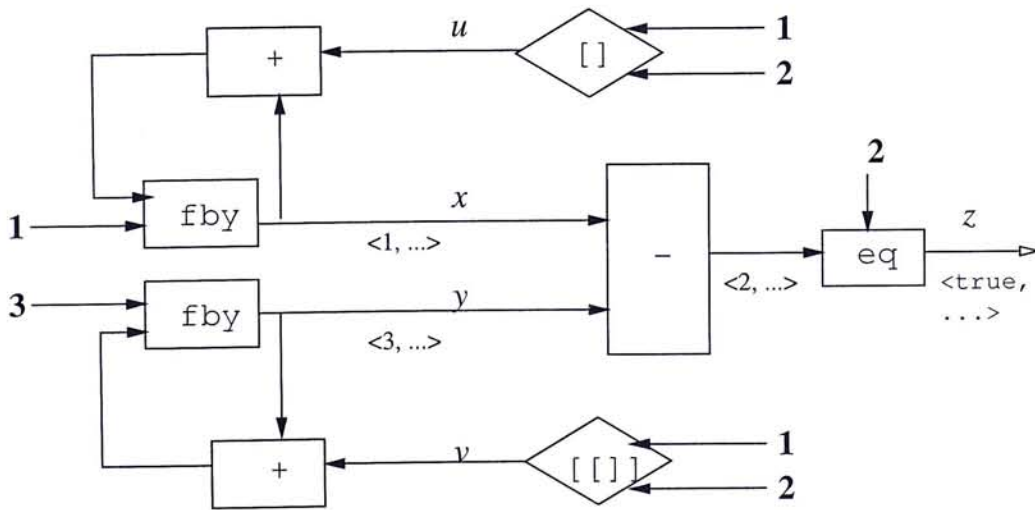 u
1
+
[]
2
2
fby
x
z
1
<1, ...>
-
eq
<2, ...>
<true,
...>
3
fby
y
<3, ...>
+
v
[[]]
1
2